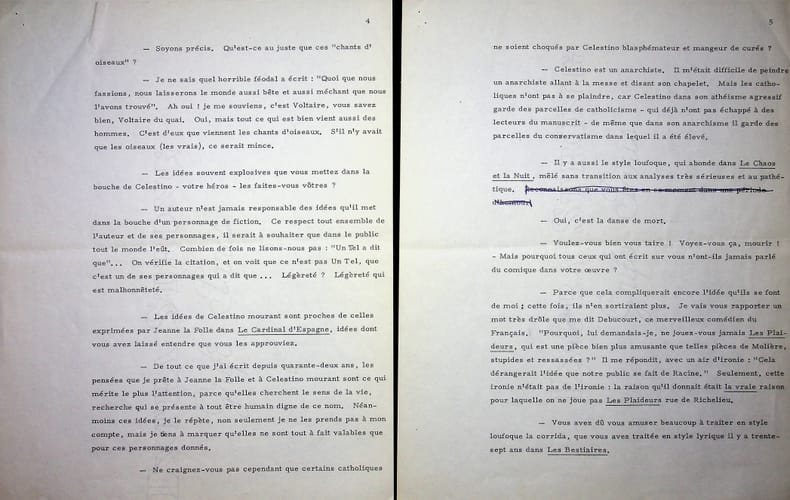 4
— Soyons précis. Qu'est-ce au juste que ces "chants d'
oiseaux" ?
— Je ne sais quel horrible féodal a écrit : "Quoi que nous
fassions, nous laisserons le monde aussi bête et aussi méchant que nous
l'avons trouvé". Ah oui ! je me souviens, c'est Voltaire, vous savez
bien, Voltaire du quai. Oui, mais tout ce qui est bien vient aussi des
hommes. C'est d'eux que viennent les chants d'oiseaux. S'il n'y avait
que les oiseaux (les vrais), ce serait mince.
— Les idées souvent explosives que vous mettez dans la
bouche de Celestino - votre héros - les faites-vous vôtres ?
— Un auteur n'est jamais responsable des idées qu'il met
dans la bouche d'un personnage de fiction. Ce respect tout ensemble de
l'auteur et de ses personnages, il serait à souhaiter que dans le public
tout le monde l'eût. Combien de fois ne lisons-nous pas : "Un Tel a dit
que"... On vérifie la citation, et on voit que ce n'est pas Un Tel, que
c'est un de ses personnages qui a dit que ... Légèreté ? Légèreté qui
est malhonnêteté.
— Les idées de Celestino mourant sont proches de celles
exprimées par Jeanne la Folle dans Le Cardinal d'Espagne, idées dont
vous avez laissé entendre que vous les approuviez.
— De tout ce que j'ai écrit depuis quarante-deux ans, les
pensées que je prête à Jeanne la Folle et à Celestino mourant sont ce qui
mérite le plus l'attention, parce qu'elles cherchent le sens de la vie,
recherche qui se présente à tout être humain digne de ce nom. Néan-
moins ces idées, je le répète, non seulement je ne les prends pas à mon
compte, mais je tiens à marquer qu'elles ne sont tout à fait valables que
pour ces personnages donnés.
— Ne craignez-vous pas cependant que certains catholiques
5
ne soient choqués par Celestino blasphémateur et mangeur de curés ?
— Celestino est un anarchiste. Il m'était difficile de peindre
un anarchiste allant à la messe et disant son chapelet. Mais les catho-
liques n'ont pas à se plaindre, car Celestino dans son athéisme agressif
garde des parcelles de catholicisme - qui déjà n'ont pas échappé à des
lecteurs du manuscrit - de même que dans son anarchisme il garde des
parcelles du conservatisme dans lequel il a été élevé.
— Il y a aussi le style loufoque, qui abonde dans Le Chaos
et la Nuit, mêlé sans transition aux analyses très sérieuses et au pathé-
tique. Reconnaissons que vous êtes en ce moment dans une période
d'humour.
— Oui, c'est la danse de mort.
— Voulez-vous bien vous taire ! Voyez-vous ça, mourir !
- Mais pourquoi tous ceux qui ont écrit sur vous n'ont-ils jamais parlé
du comique dans votre œuvre ?
— Parce que cela compliquerait encore l'idée qu'ils se font
de moi ; cette fois, ils n'en sortiraient plus. Je vais vous rapporter un
mot très drôle que me dit Debucourt, ce merveilleux comédien du
Français. "Pourquoi, lui demandais-je, ne jouez-vous jamais Les Plai-
deurs, qui est une pièce bien plus amusante que telles pièces de Molière,
stupides et ressassées ?" Il me répondit, avec un air d'ironie : "Cela
dérangerait l'idée que notre public se fait de Racine." Seulement, cette
ironie n'était pas de l'ironie : la raison qu'il donnait était la vraie raison
pour laquelle on ne joue pas Les Plaideurs rue de Richelieu.
— Vous avez dû vous amuser beaucoup à traiter en style
loufoque la corrida, que vous avez traitée en style lyrique il y a trente-
sept ans dans Les Bestiaires.